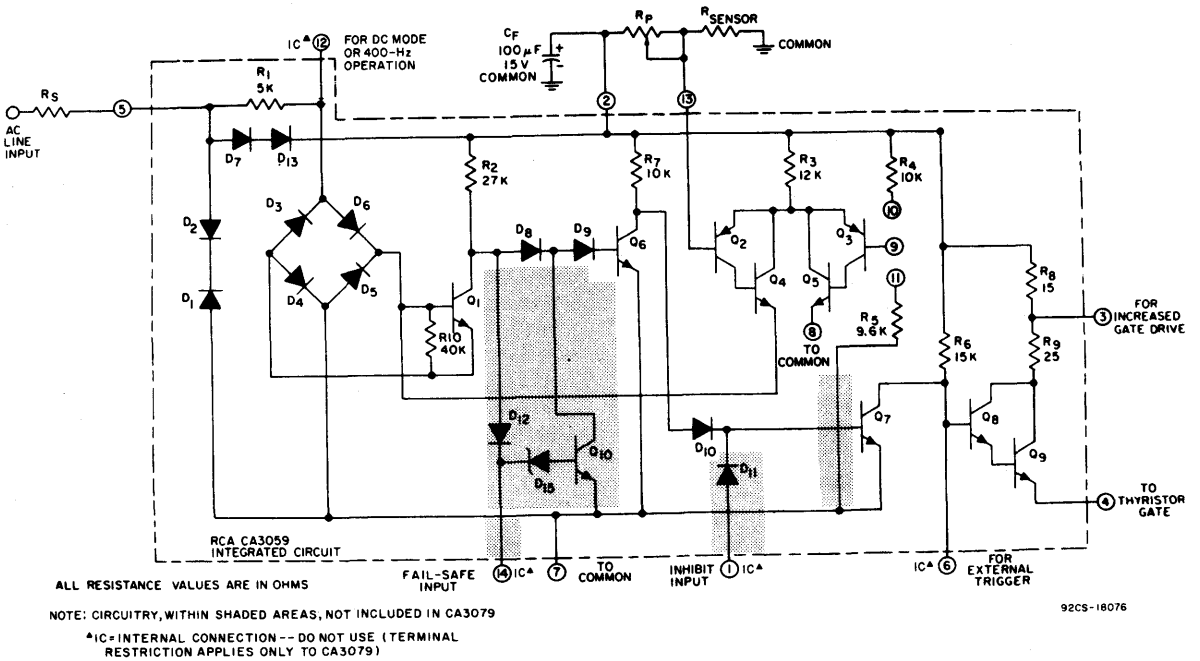 IC▲ 12
FOR DC MODE
OR 400-Hz
OPERATION
CF
100µF
15V
COMMON
+
-
RP
RSENSOR
COMMON
RS
5
AC
LINE
INPUT
R1
5K
2
13
D7
D13
R2
27K
R7
10K
R3
12K
R4
10K
10
D2
D3
D6
D8
D9
Q6
Q2
Q3
9
D1
D4
D5
Q1
R10
40K
Q4
Q5
11
R8
15
8
TO
COMMON
R5
9.6K
3
FOR
INCREASED
GATE DRIVE
R6
15K
R9
25
D12
D15
Q10
D10
D11
Q7
Q8
Q9
4
TO
THYRISTOR
GATE
RCA CA3059
INTEGRATED CIRCUIT
FAIL-SAFE
INPUT
14 IC▲
7
TO
COMMON
INHIBIT
INPUT
1 IC▲
IC▲ 6
FOR
EXTERNAL
TRIGGER
ALL RESISTANCE VALUES ARE IN OHMS
NOTE: CIRCUITRY, WITHIN SHADED AREAS, NOT INCLUDED IN CA3079
▲IC=INTERNAL CONNECTION--DO NOT USE (TERMINAL
RESTRICTION APPLIES ONLY TO CA3079)
92CS-18076